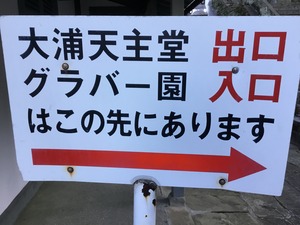 大浦天主堂 出口
グラバー園 入口
はこの先にあります